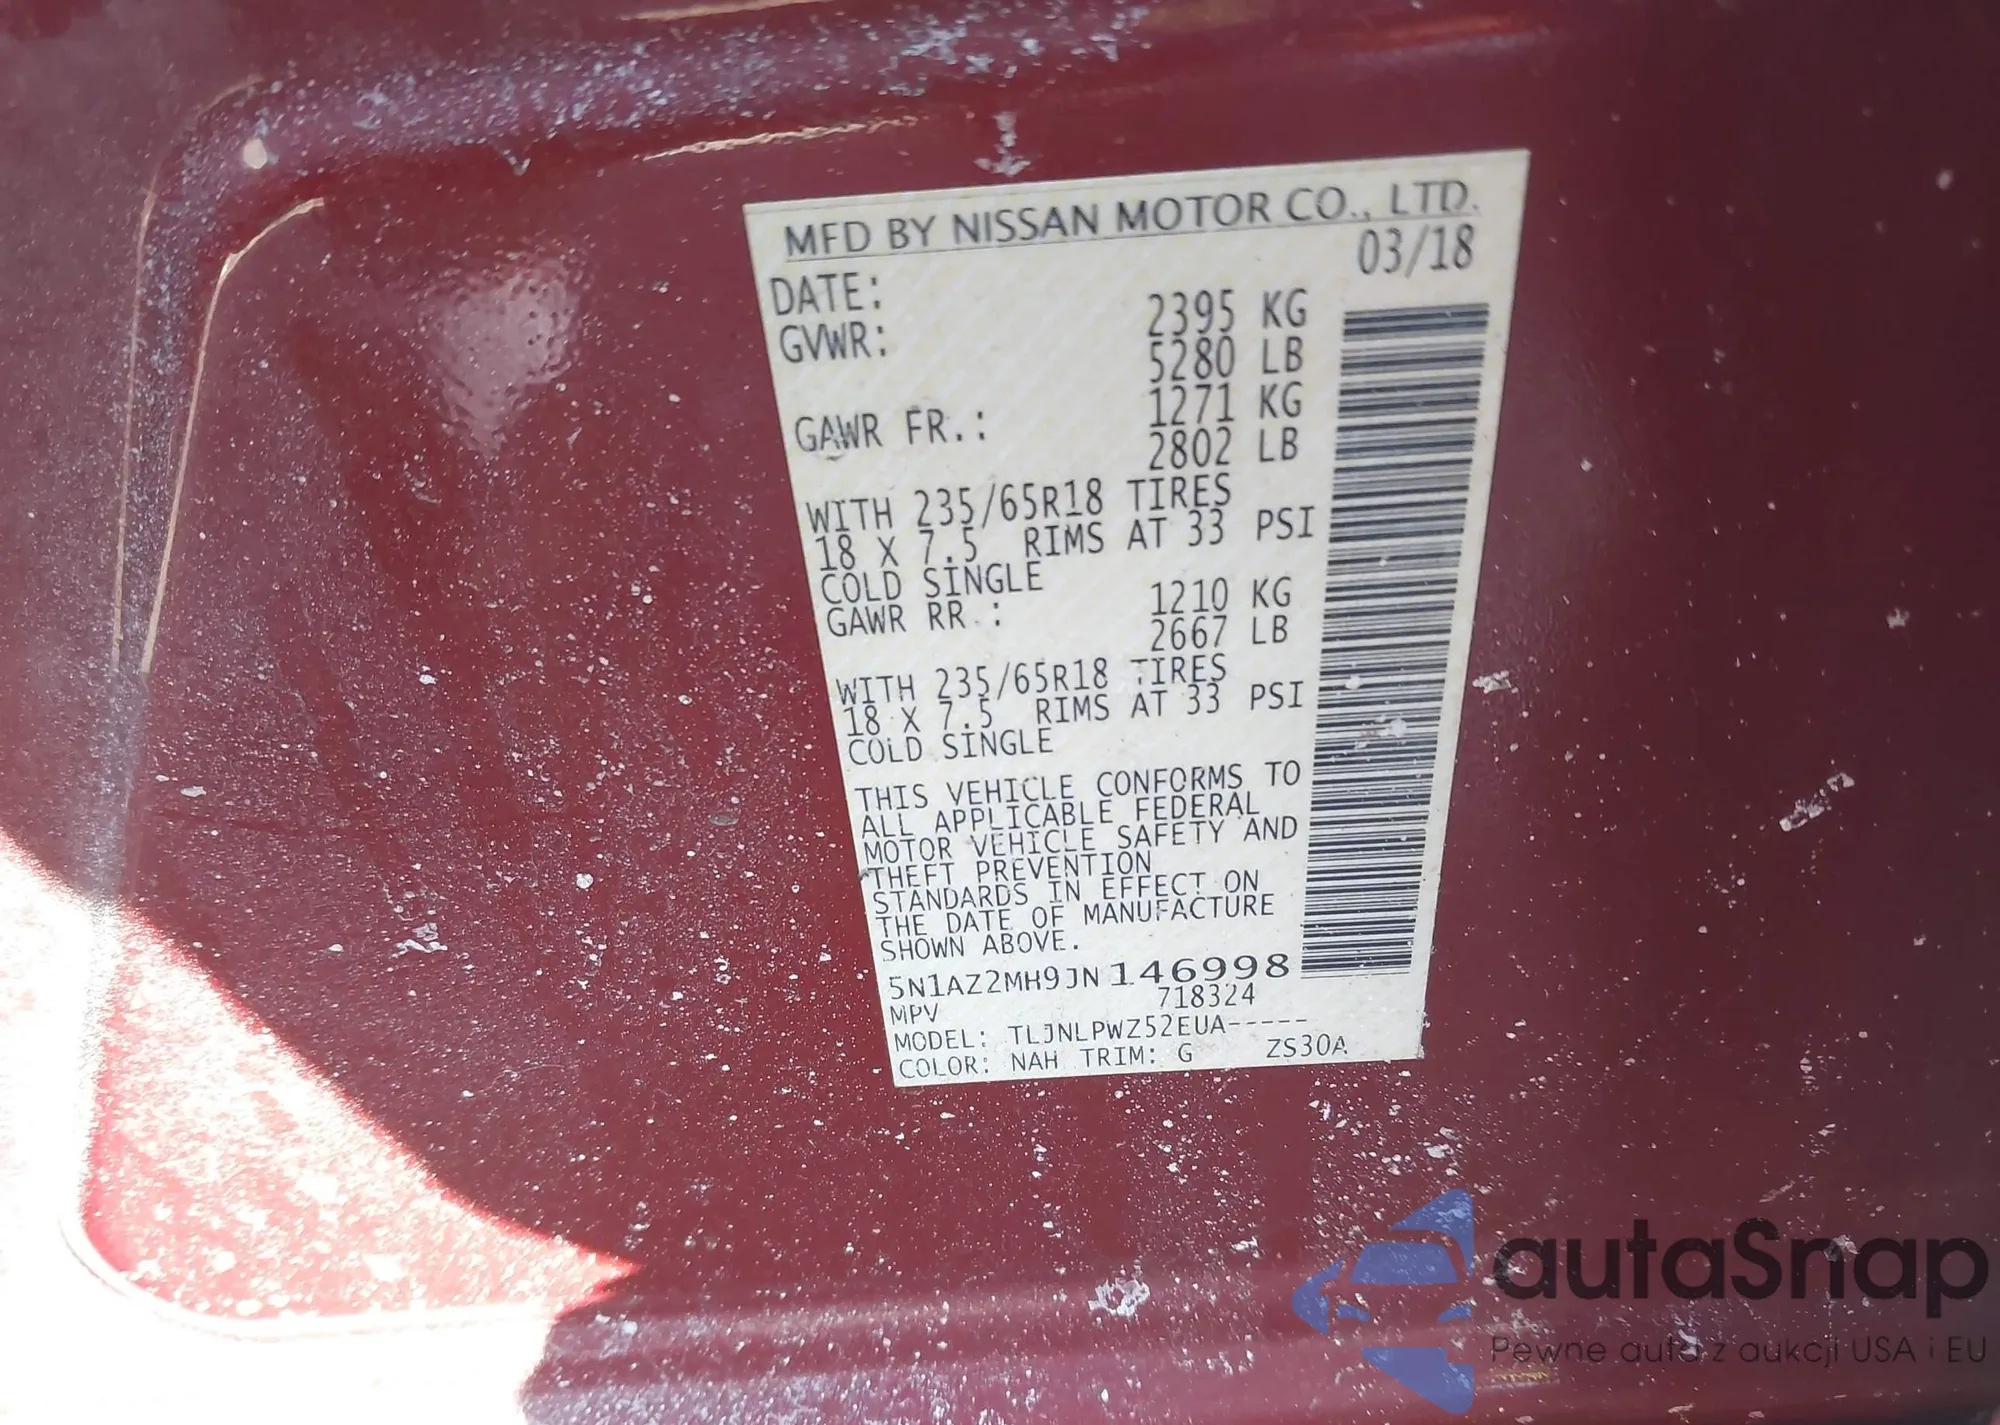 MFD BY NISSAN MOTOR CO., LTD.
DATE: 03/18
GVWR: 2395 KG
5280 LB
GAWR FR.: 1271 KG
2802 LB
WITH 235/65R18 TIRES
18 X 7.5 RIMS AT 33 PSI
COLD SINGLE
GAWR RR.: 1210 KG
2667 LB
WITH 235/65R18 TIRES
18 X 7.5 RIMS AT 33 PSI
COLD SINGLE
THIS VEHICLE CONFORMS TO
ALL APPLICABLE FEDERAL
MOTOR VEHICLE SAFETY AND
THEFT PREVENTION
STANDARDS IN EFFECT ON
THE DATE OF MANUFACTURE
SHOWN ABOVE.
5N1AZ2MH9JN146998
MPV 718324
MODEL: TLJNLPWZ52EUA-----
COLOR: NAH TRIM: G ZS30A
autaSnap
Pewne auta z aukcji USA i EU